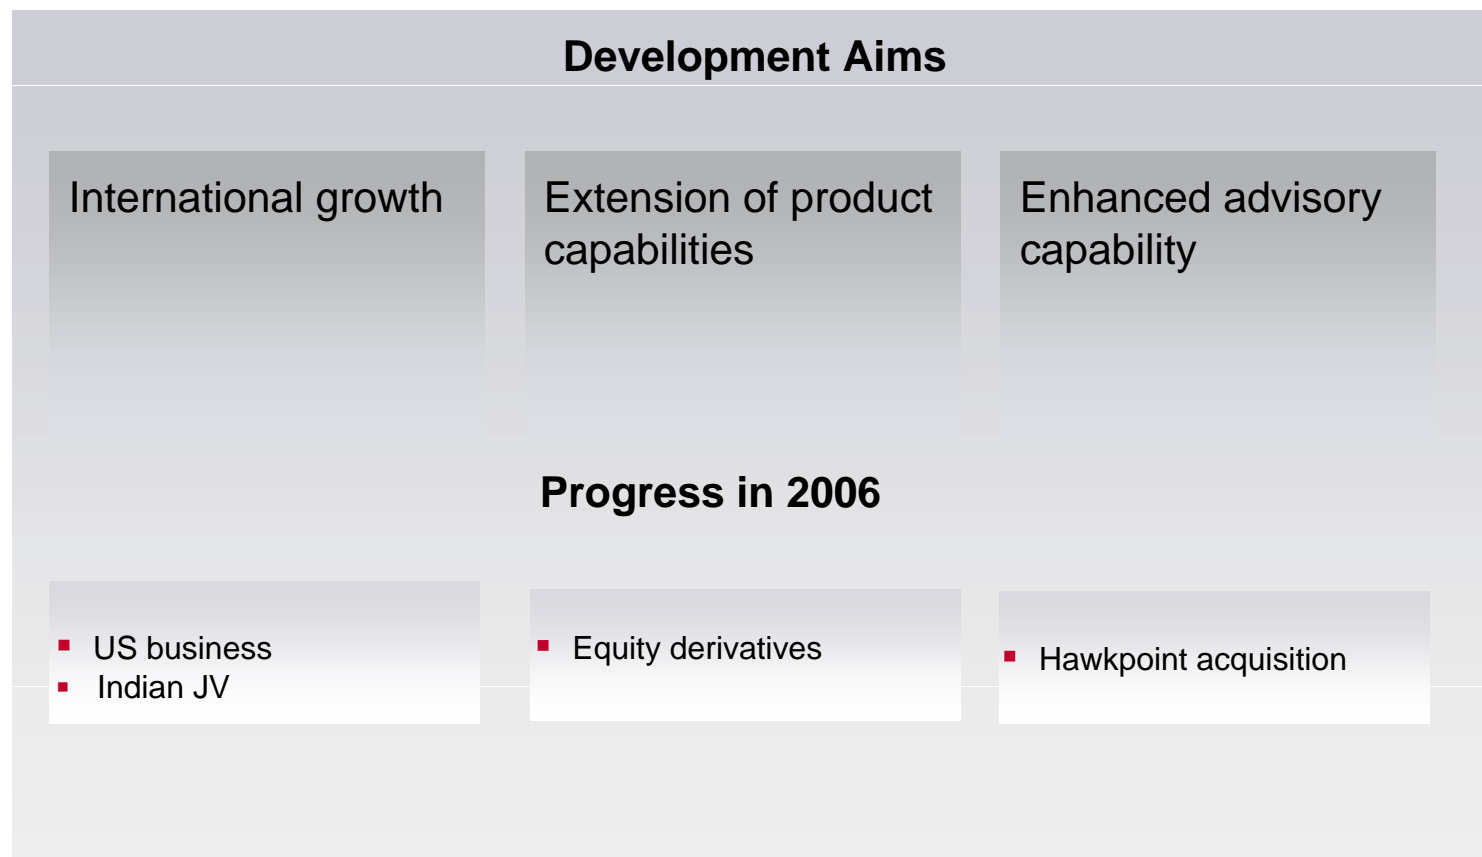 Development Aims
International growth
Extension of product
capabilities
Enhanced advisory
capability
Progress in 2006
▪ US business
▪ Indian JV
▪ Equity derivatives
▪ Hawkpoint acquisition